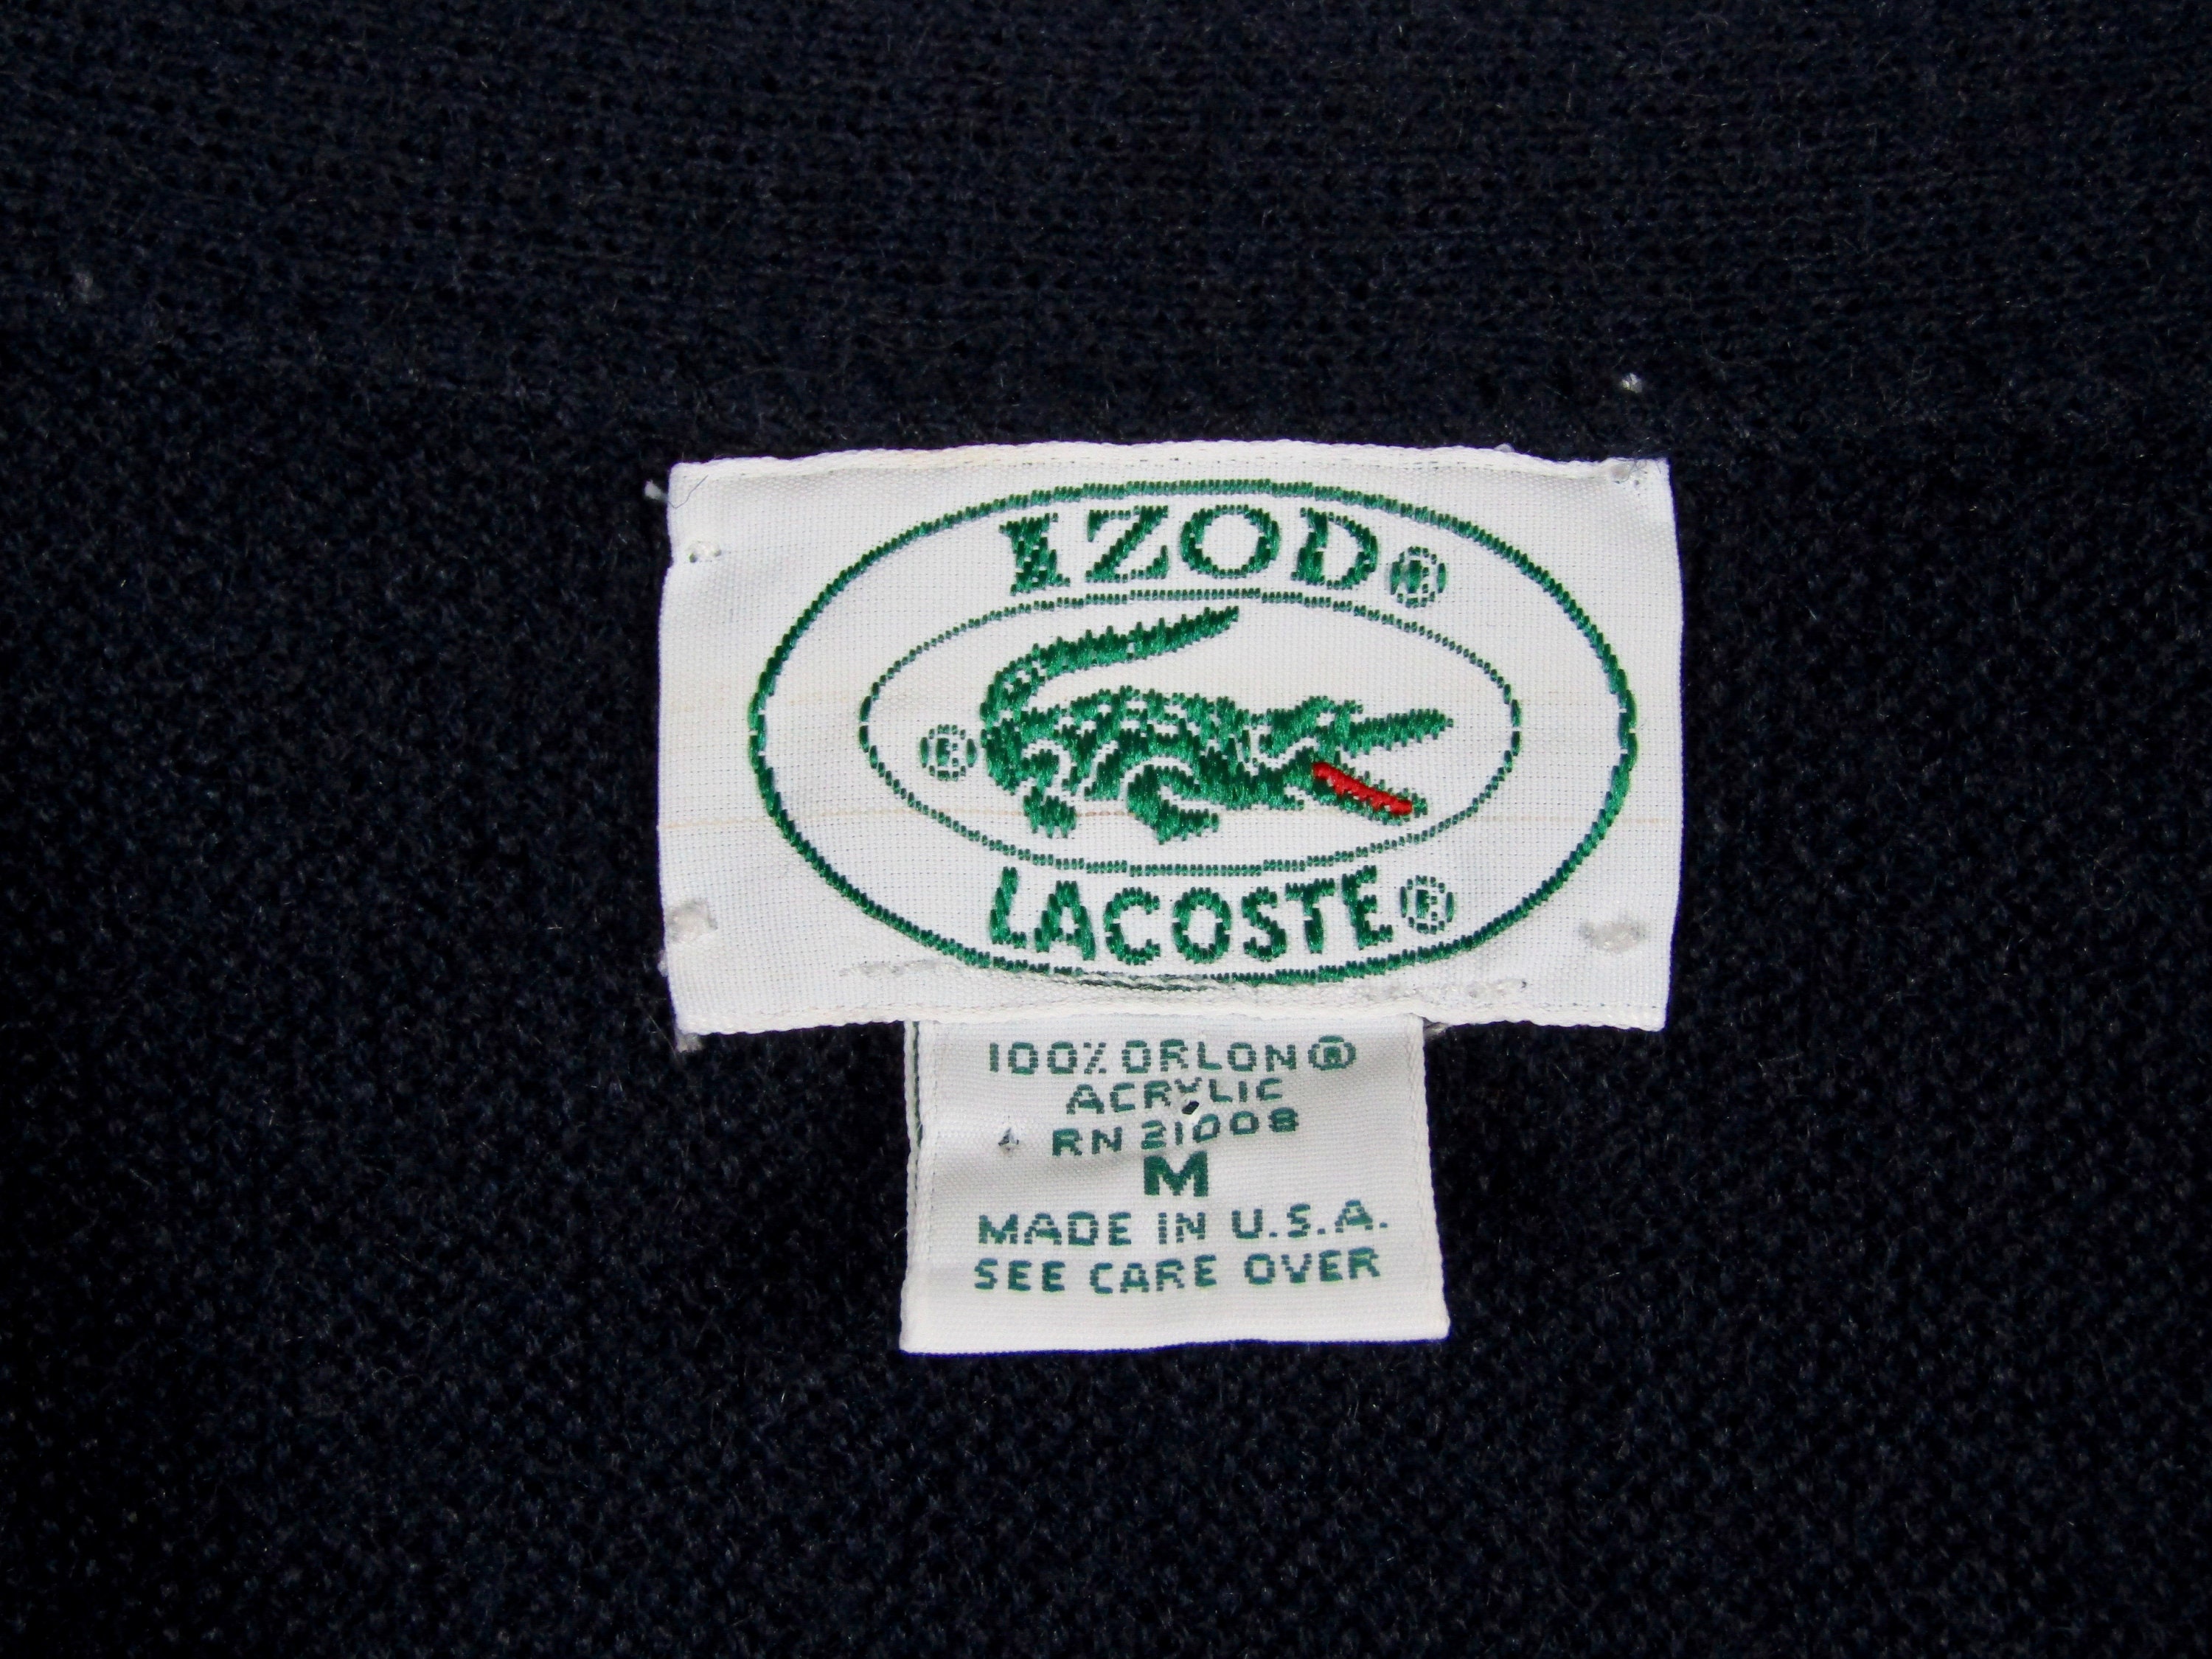 IZOD®
®
LACOSTE®
100% ORLON®
ACRYLIC
RN 21008
M
MADE IN U.S.A.
SEE CARE OVER